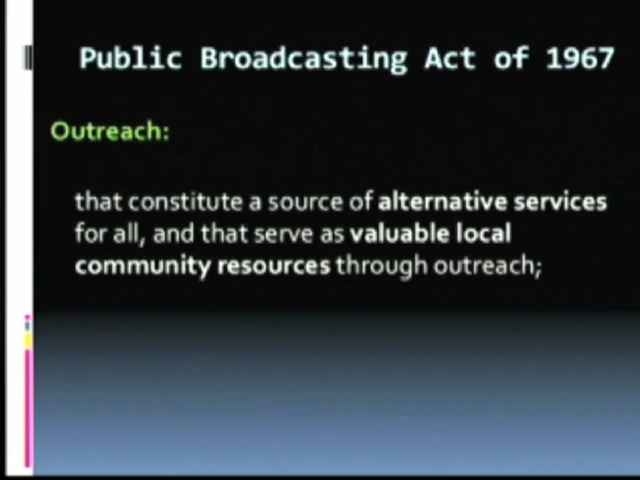 Public Broadcasting Act of 1967
Outreach:
that constitute a source of alternative services
for all, and that serve as valuable local
community resources through outreach;